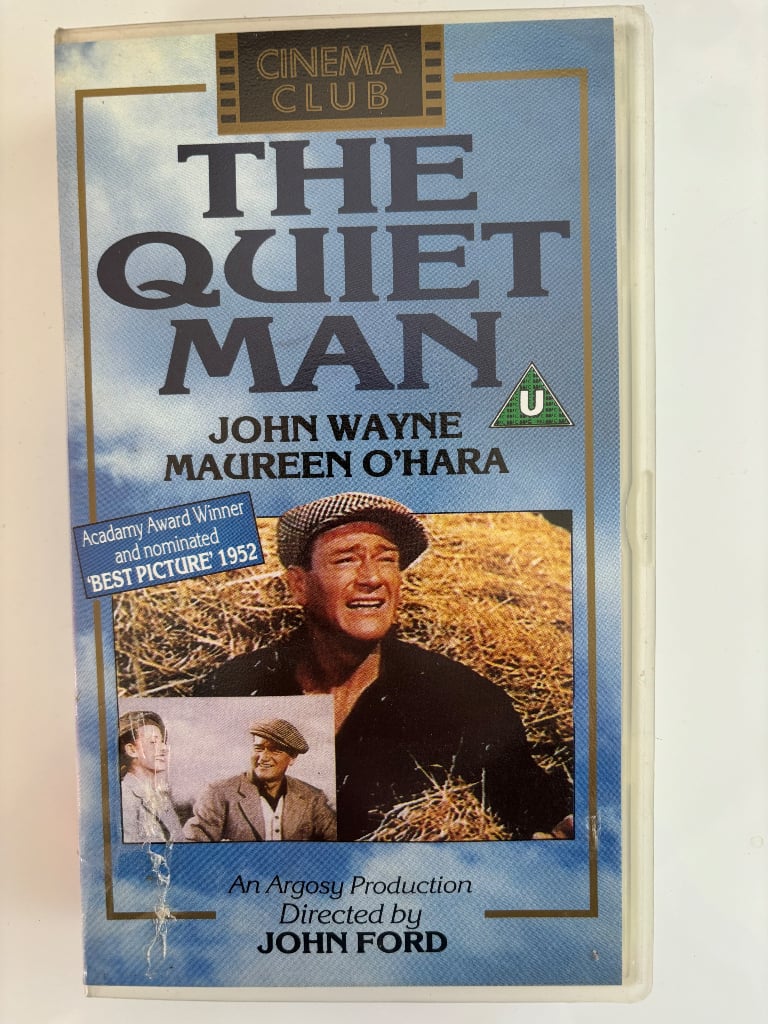 CINEMA
CLUB
THE
QUIET
MAN
U
JOHN WAYNE
MAUREEN O'HARA
Acadamy Award Winner
and nominated
'BEST PICTURE' 1952
An Argosy Production
Directed by
JOHN FORD